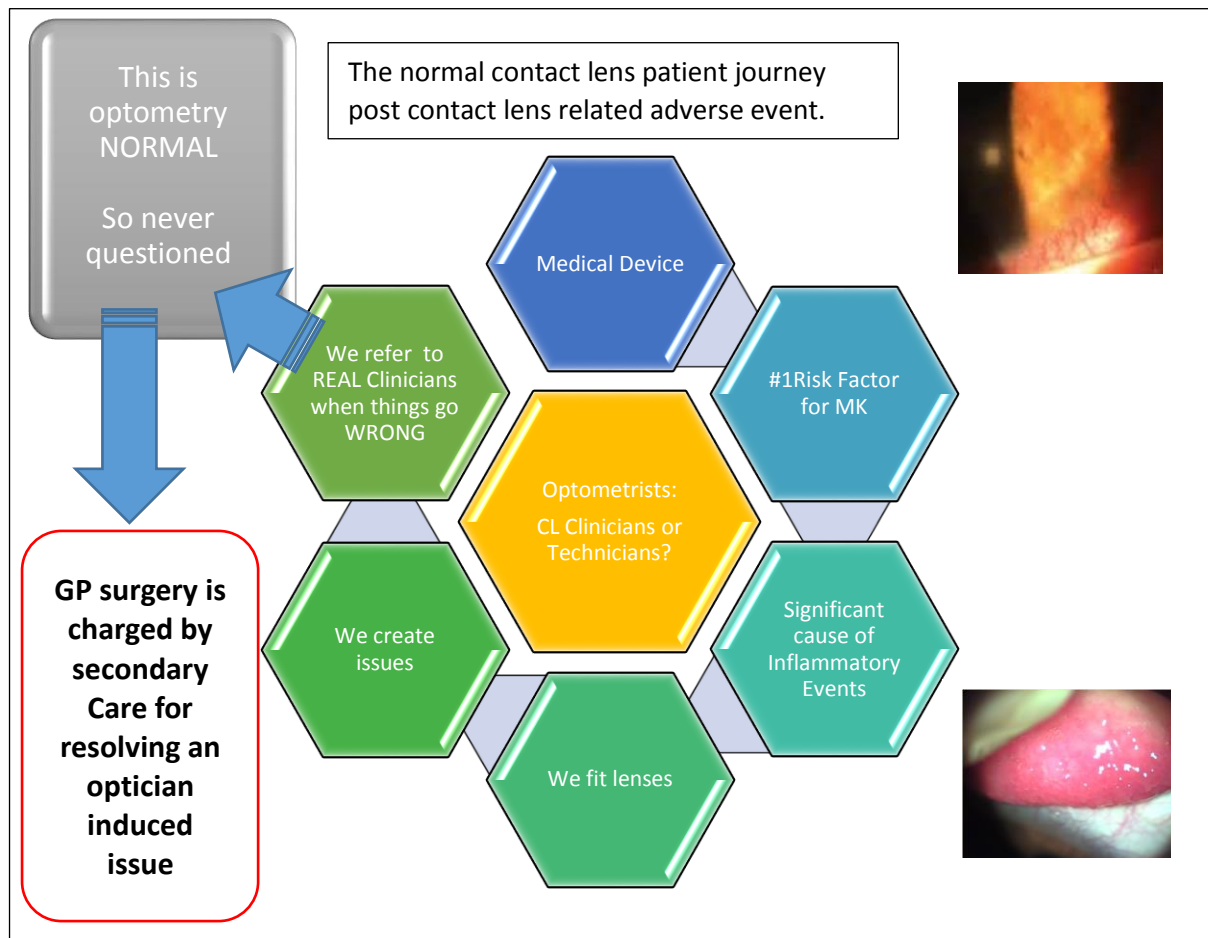 This is
optometry
NORMAL
So never
questioned
The normal contact lens patient journey
post contact lens related adverse event.
Medical Device
#1Risk Factor
for MK
Significant
cause of
Inflammatory
Events
We fit lenses
We create
issues
We refer to
REAL Clinicians
when things go
WRONG
Optometrists:
CL Clinicians or
Technicians?
GP surgery is
charged by
secondary
Care for
resolving an
optician
induced
issue